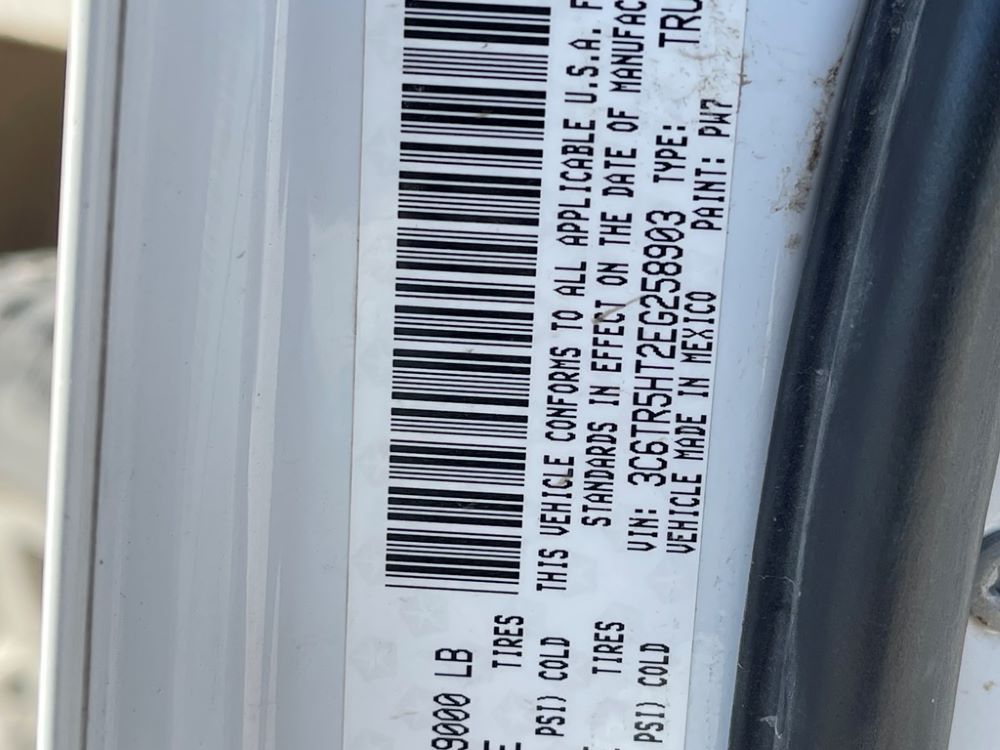 9000 LB
TIRES
PSI) COLD
TIRES
PSI) COLD
THIS VEHICLE CONFORMS TO ALL APPLICABLE U.S.A. F
STANDARDS IN EFFECT ON THE DATE OF MANUFAC
VIN: 3C6TR5HT2EG258903 TYPE: TRU
VEHICLE MADE IN MEXICO PAINT: PW7